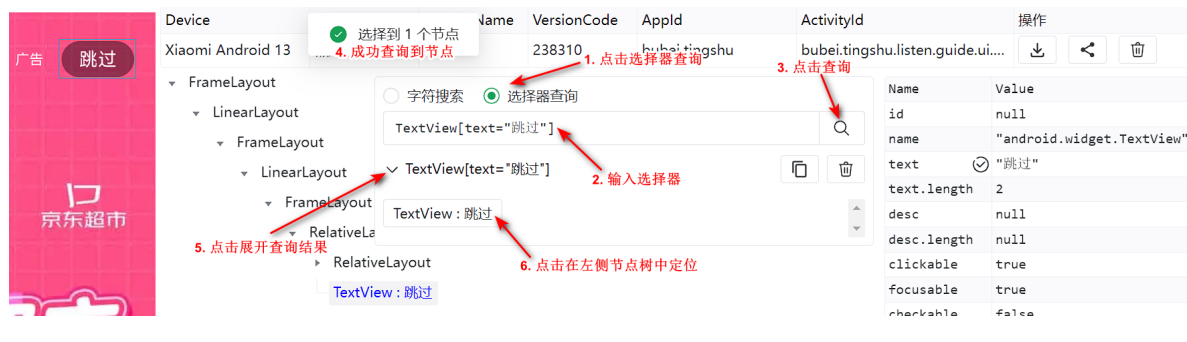 Device
Name
VersionCode
AppId
ActivityId
操作
选择到 1 个节点
4. 成功查询到节点
Xiaomi Android 13
238310
bubei.tingshu
bubei.tingshu.listen.guide.ui....
广告
跳过
1. 点击选择器查询
3. 点击查询
FrameLayout
LinearLayout
FrameLayout
LinearLayout
FrameLayout
RelativeLa
RelativeLayout
TextView : 跳过
字符搜索
选择器查询
TextView[text="跳过"]
2. 输入选择器
TextView[text="跳过"]
TextView : 跳过
5. 点击展开查询结果
6. 点击在左侧节点树中定位
京东超市
Name Value
id null
name "android.widget.TextView"
text "跳过"
text.length 2
desc null
desc.length null
clickable true
focusable true
checkable false